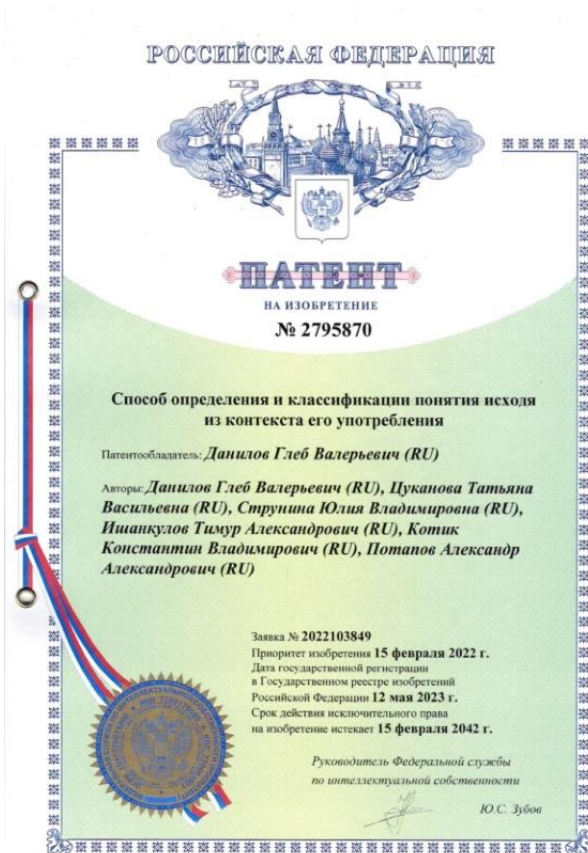 РОССИЙСКАЯ ФЕДЕРАЦИЯ
ПАТЕНТ
НА ИЗОБРЕТЕНИЕ
№ 2795870
Способ определения и классификации понятия исходя
из контекста его употребления
Патентообладатель: Данилов Глеб Валерьевич (RU)
Авторы: Данилов Глеб Валерьевич (RU), Цуканова Татьяна
Васильевна (RU), Струнина Юлия Владимировна (RU),
Ишанкулов Тимур Александрович (RU), Котик
Константин Владимирович (RU), Потапов Александр
Александрович (RU)
Заявка № 2022103849
Приоритет изобретения 15 февраля 2022 г.
Дата государственной регистрации
в Государственном реестре изобретений
Российской Федерации 12 мая 2023 г.
Срок действия исключительного права
на изобретение истекает 15 февраля 2042 г.
Руководитель Федеральной службы
по интеллектуальной собственности
Ю.С. Зубов